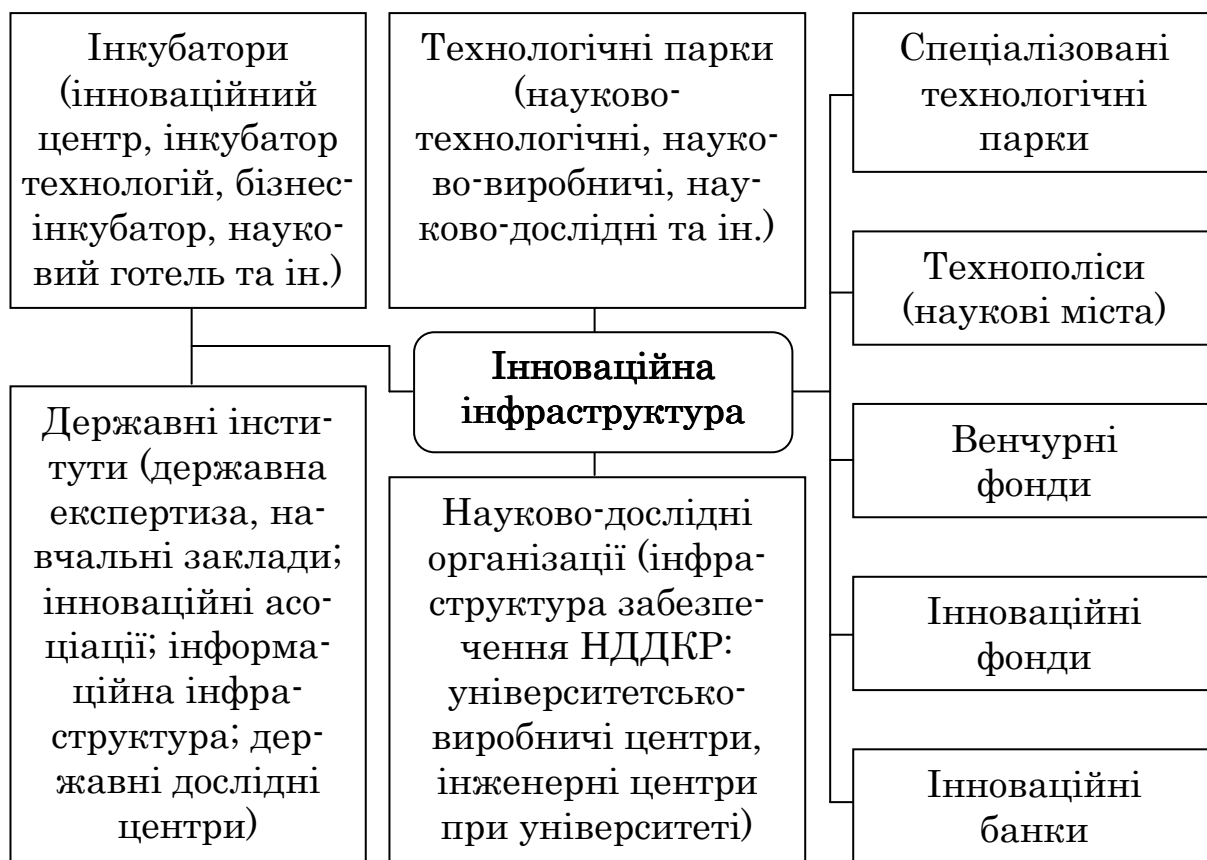 Інкубатори
(інноваційний
центр, інкубатор
технологій, бізнес-
інкубатор, науко-
вий готель та ін.)
Технологічні парки
(науково-
технологічні, науко-
во-виробничі, нау-
ково-дослідні та ін.)
Спеціалізовані
технологічні
парки
Технополіси
(наукові міста)
Інноваційна
інфраструктура
Державні інсти-
тути (державна
експертиза, на-
вчальні заклади;
інноваційні асо-
ціації; інформа-
ційна інфра-
структура; дер-
жавні дослідні
центри)
Науково-дослідні
організації (інфра-
структура забезпе-
чення НДДКР:
університетсько-
виробничі центри,
інженерні центри
при університеті)
Венчурні
фонди
Інноваційні
фонди
Інноваційні
банки